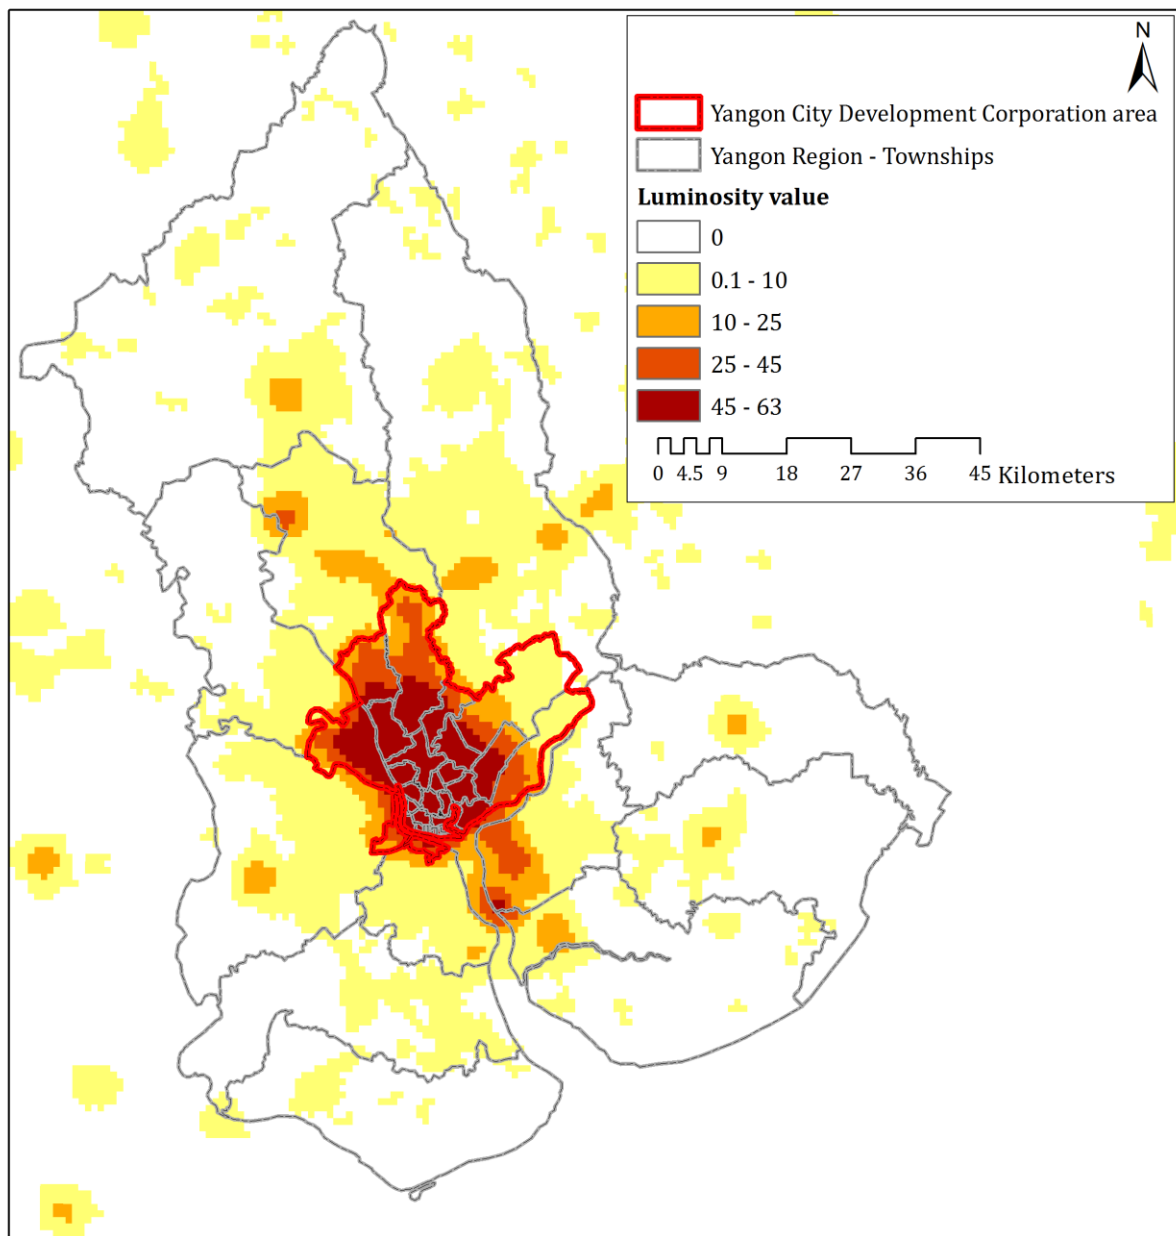 N
Yangon City Development Corporation area
Yangon Region - Townships
Luminosity value
0
0.1 - 10
10 - 25
25 - 45
45 - 63
0 4.5 9 18 27 36 45 Kilometers